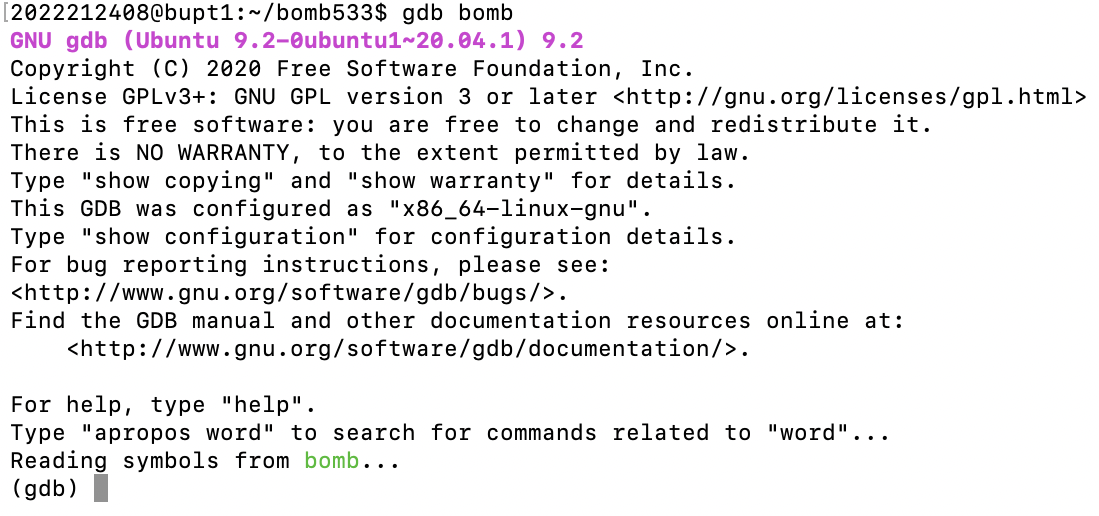 [2022212408@bupt1:~/bomb533$ gdb bomb
GNU gdb (Ubuntu 9.2-0ubuntu1~20.04.1) 9.2
Copyright (C) 2020 Free Software Foundation, Inc.
License GPLv3+: GNU GPL version 3 or later <http://gnu.org/licenses/gpl.html>
This is free software: you are free to change and redistribute it.
There is NO WARRANTY, to the extent permitted by law.
Type "show copying" and "show warranty" for details.
This GDB was configured as "x86_64-linux-gnu".
Type "show configuration" for configuration details.
For bug reporting instructions, please see:
<http://www.gnu.org/software/gdb/bugs/>.
Find the GDB manual and other documentation resources online at:
    <http://www.gnu.org/software/gdb/documentation/>.

For help, type "help".
Type "apropos word" to search for commands related to "word"...
Reading symbols from bomb...
(gdb)